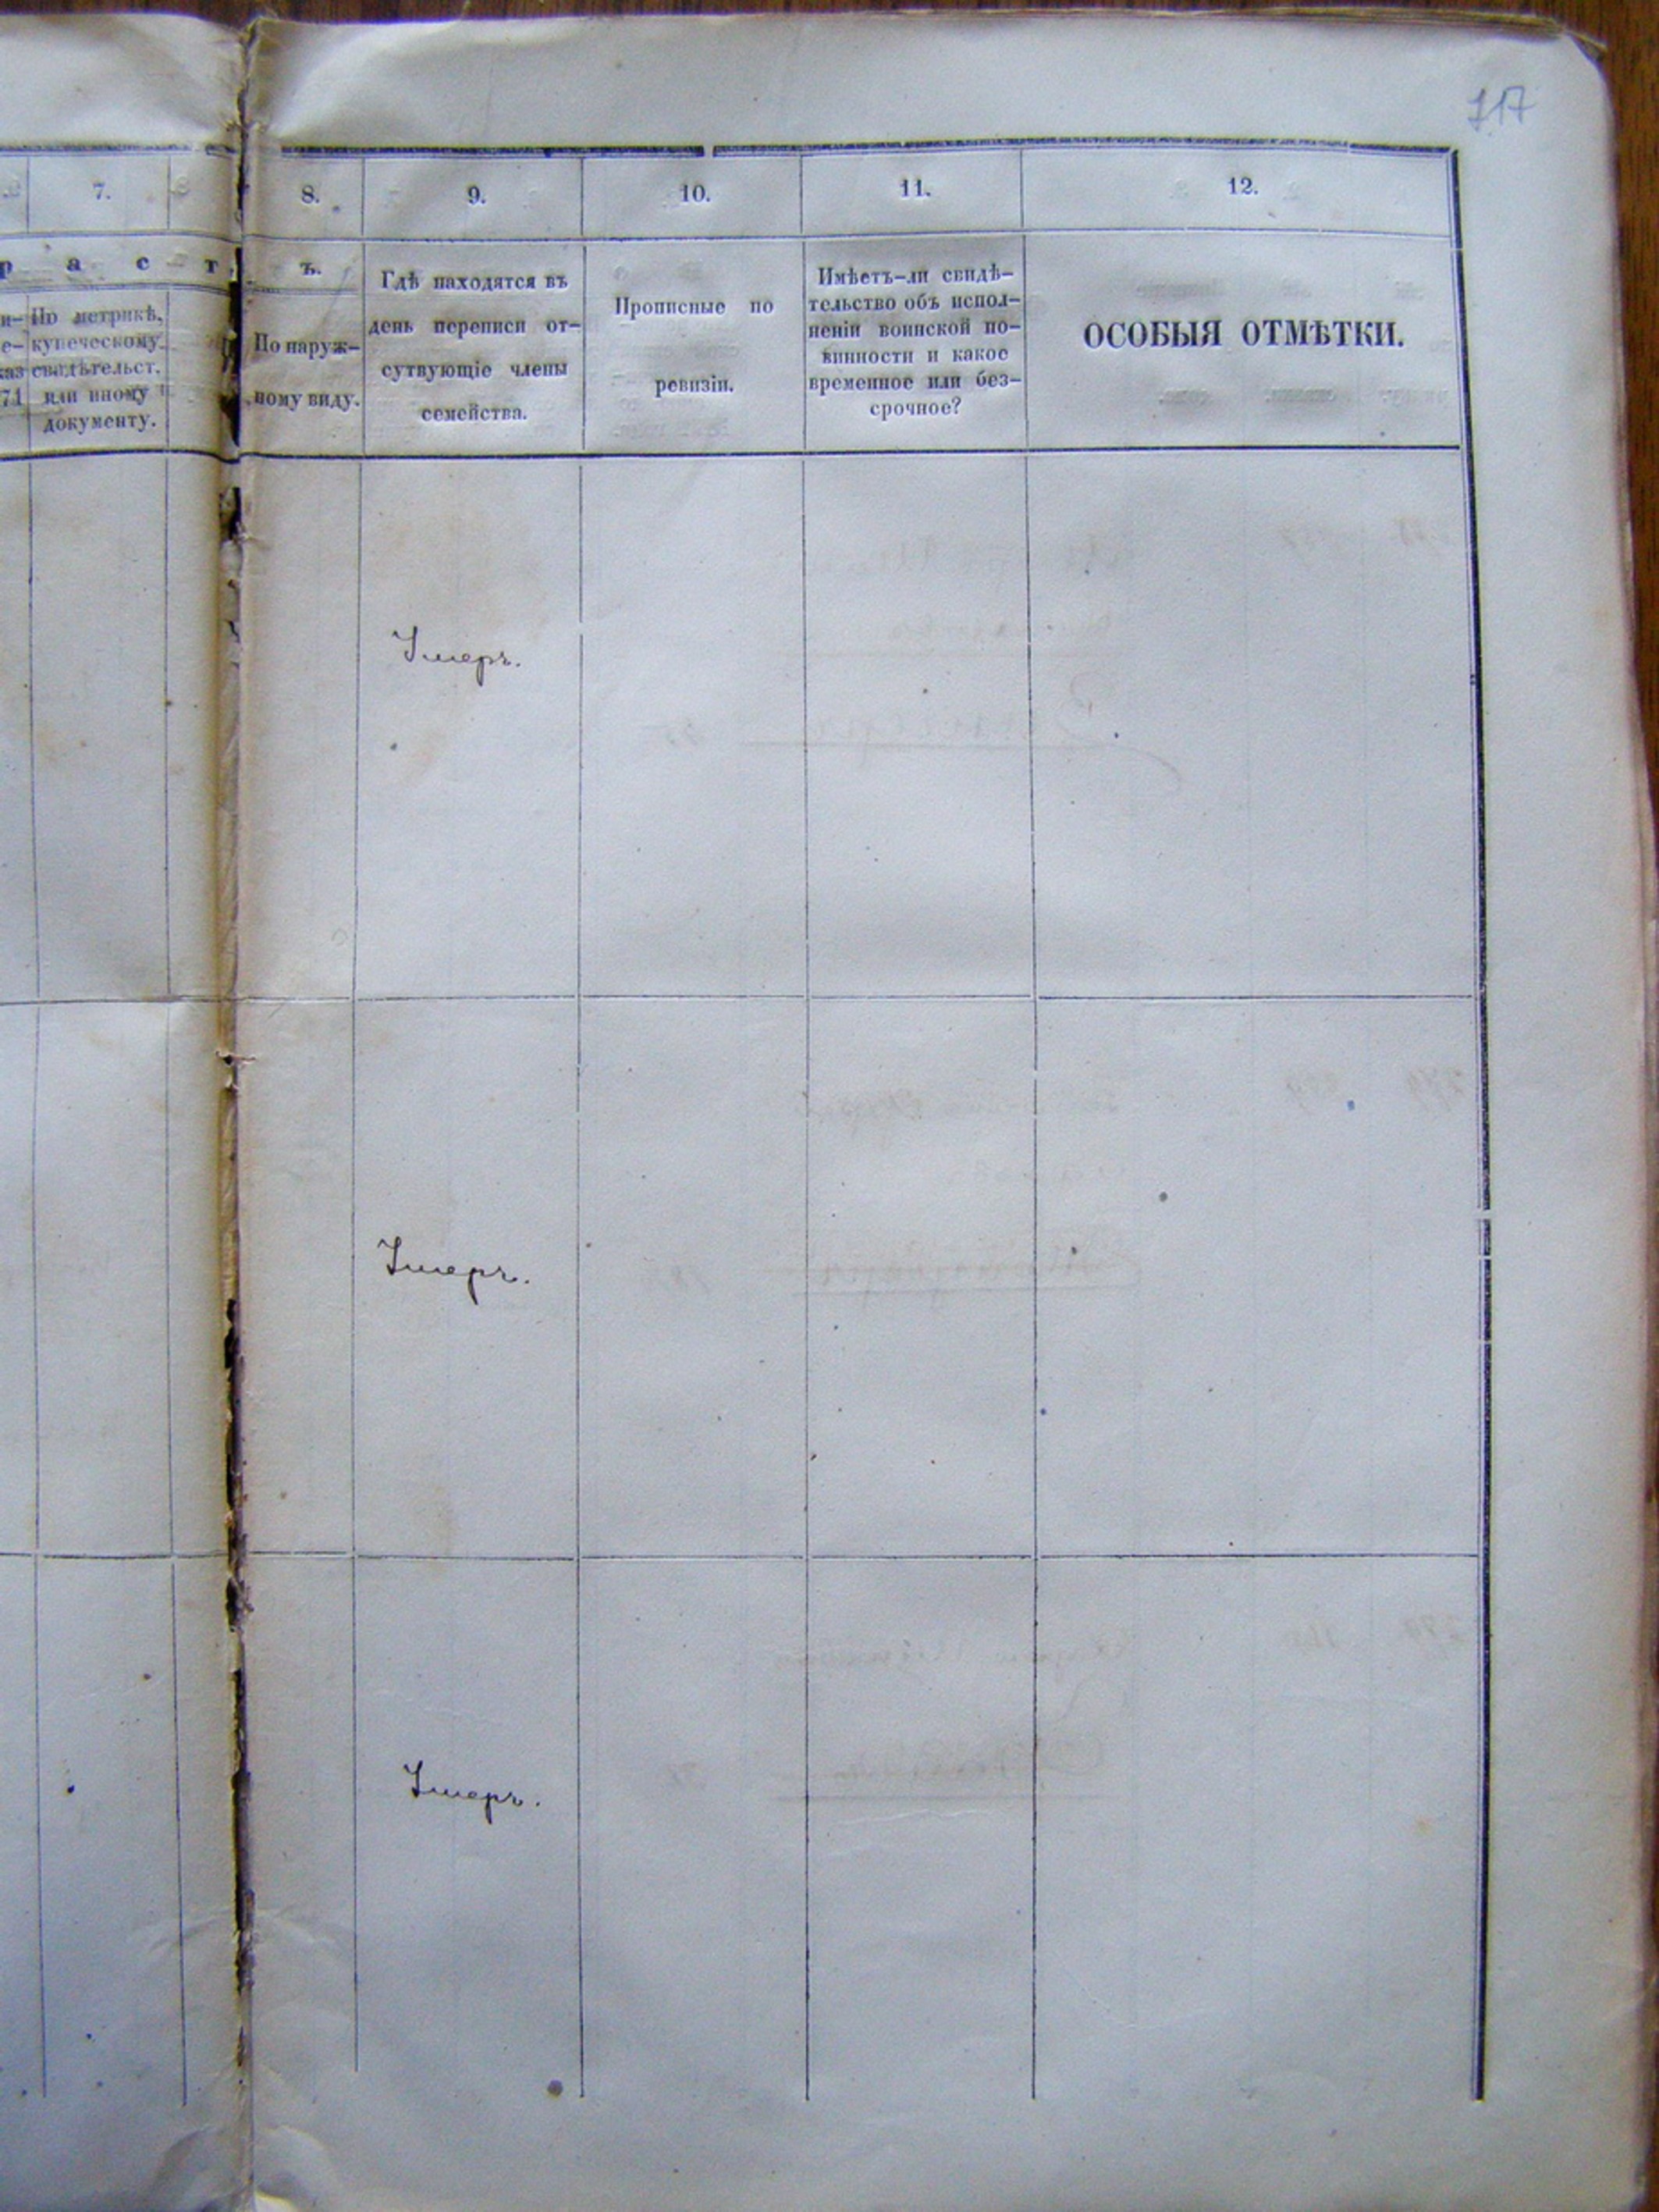 117
7.
8.
9.
10.
11.
12.
р а с т
ъ.
По метрикѣ,
купеческому
свидѣтельст.
или иному
документу.
71
По наруж-
ному виду.
Гдѣ находятся въ
день переписи от-
сутвующіе члены
семейства.
Прописные по
ревизіи.
Имѣетъ-ли свидѣ-
тельство объ испол-
неніи воинской по-
винности и какое
временное или без-
срочное?
ОСОБЫЯ ОТМѢТКИ.
Умеръ.
Умеръ.
Умеръ.